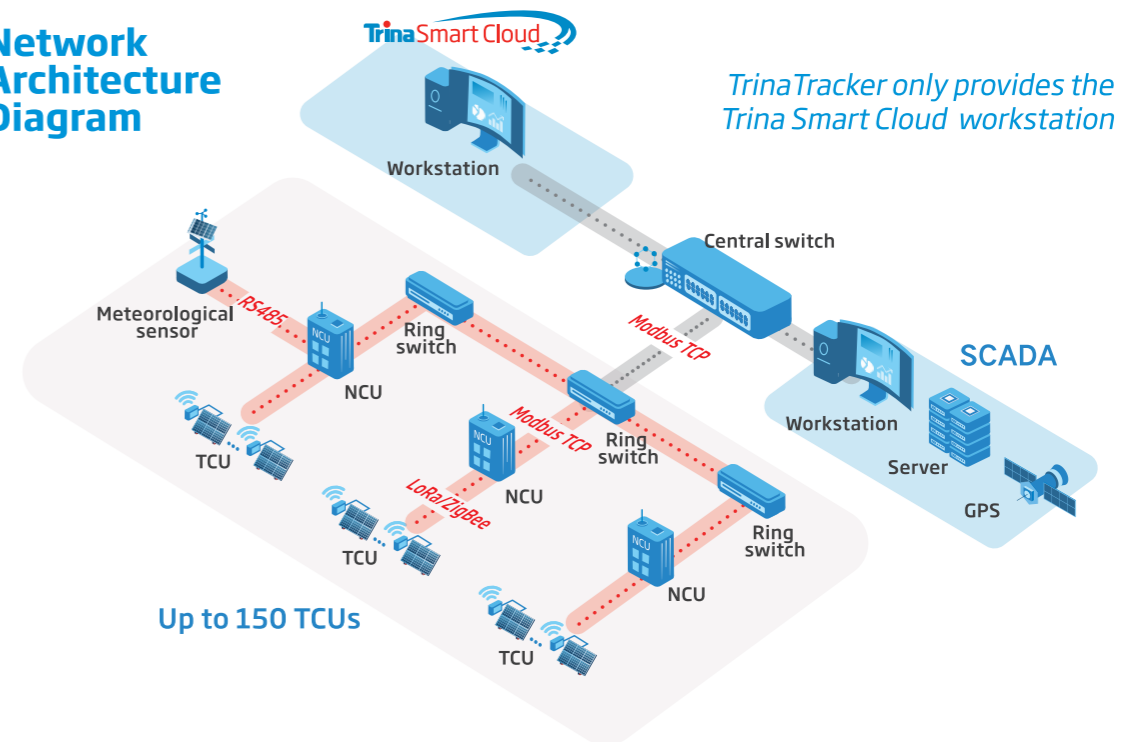 Network
Architecture
Diagram
TrinaSmart Cloud
TrinaTracker only provides the
Trina Smart Cloud workstation
Workstation
Central switch
Meteorological
sensor
RS485
NCU
NCU
Ring
switch
Modbus TCP
SCADA
Workstation
Server
GPS
TCU
Modbus TCP
NCU
NCU
Ring
switch
LoRa/ZigBee
TCU
NCU
NCU
Ring
switch
TCU
Up to 150 TCUs